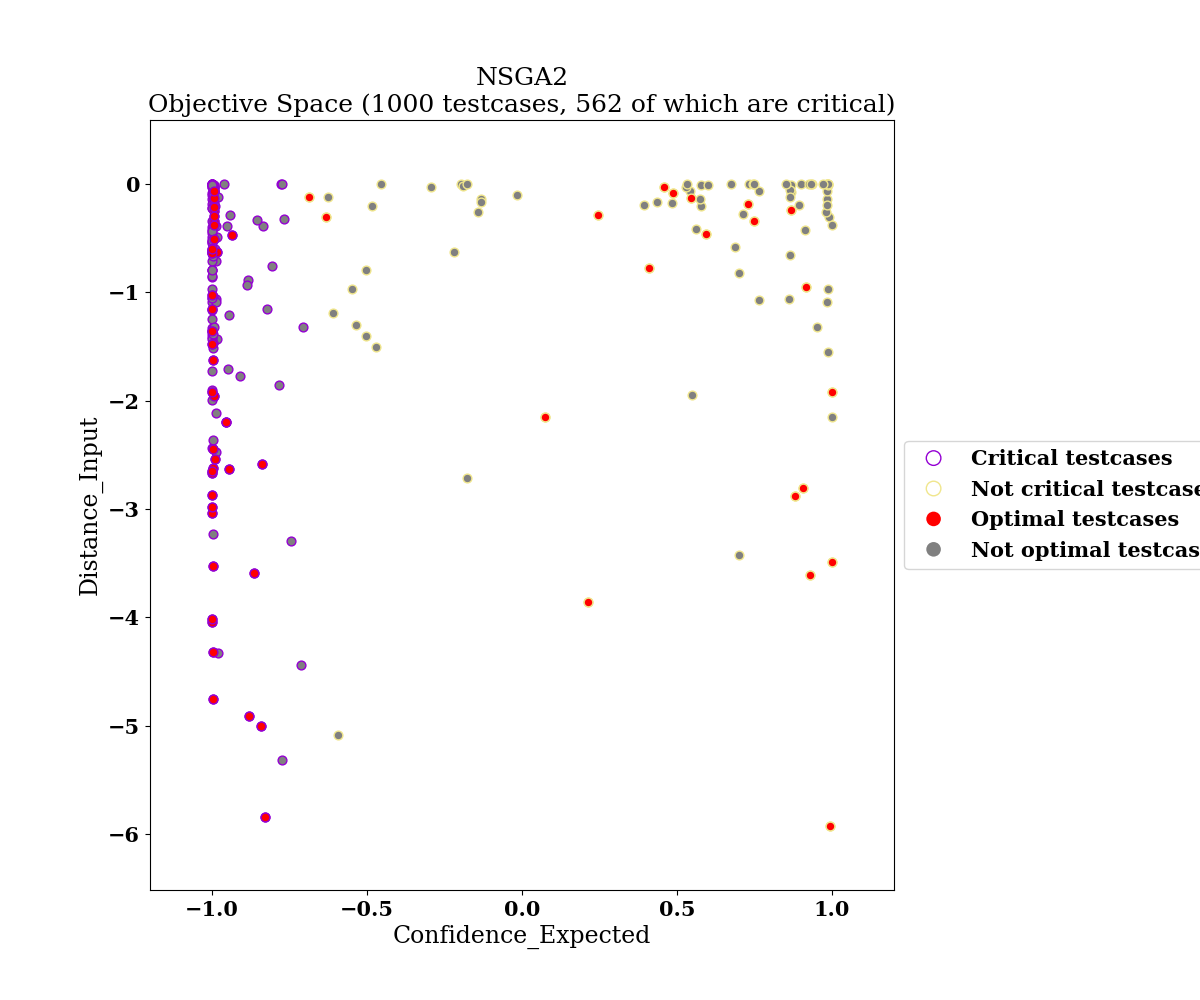 NSGA2
Objective Space (1000 testcases, 562 of which are critical)
0
−1
−2
−3
−4
−5
−6
Distance_Input
−1.0
−0.5
0.0
0.5
1.0
Confidence_Expected
Critical testcases
Not critical testcase
Optimal testcases
Not optimal testcas